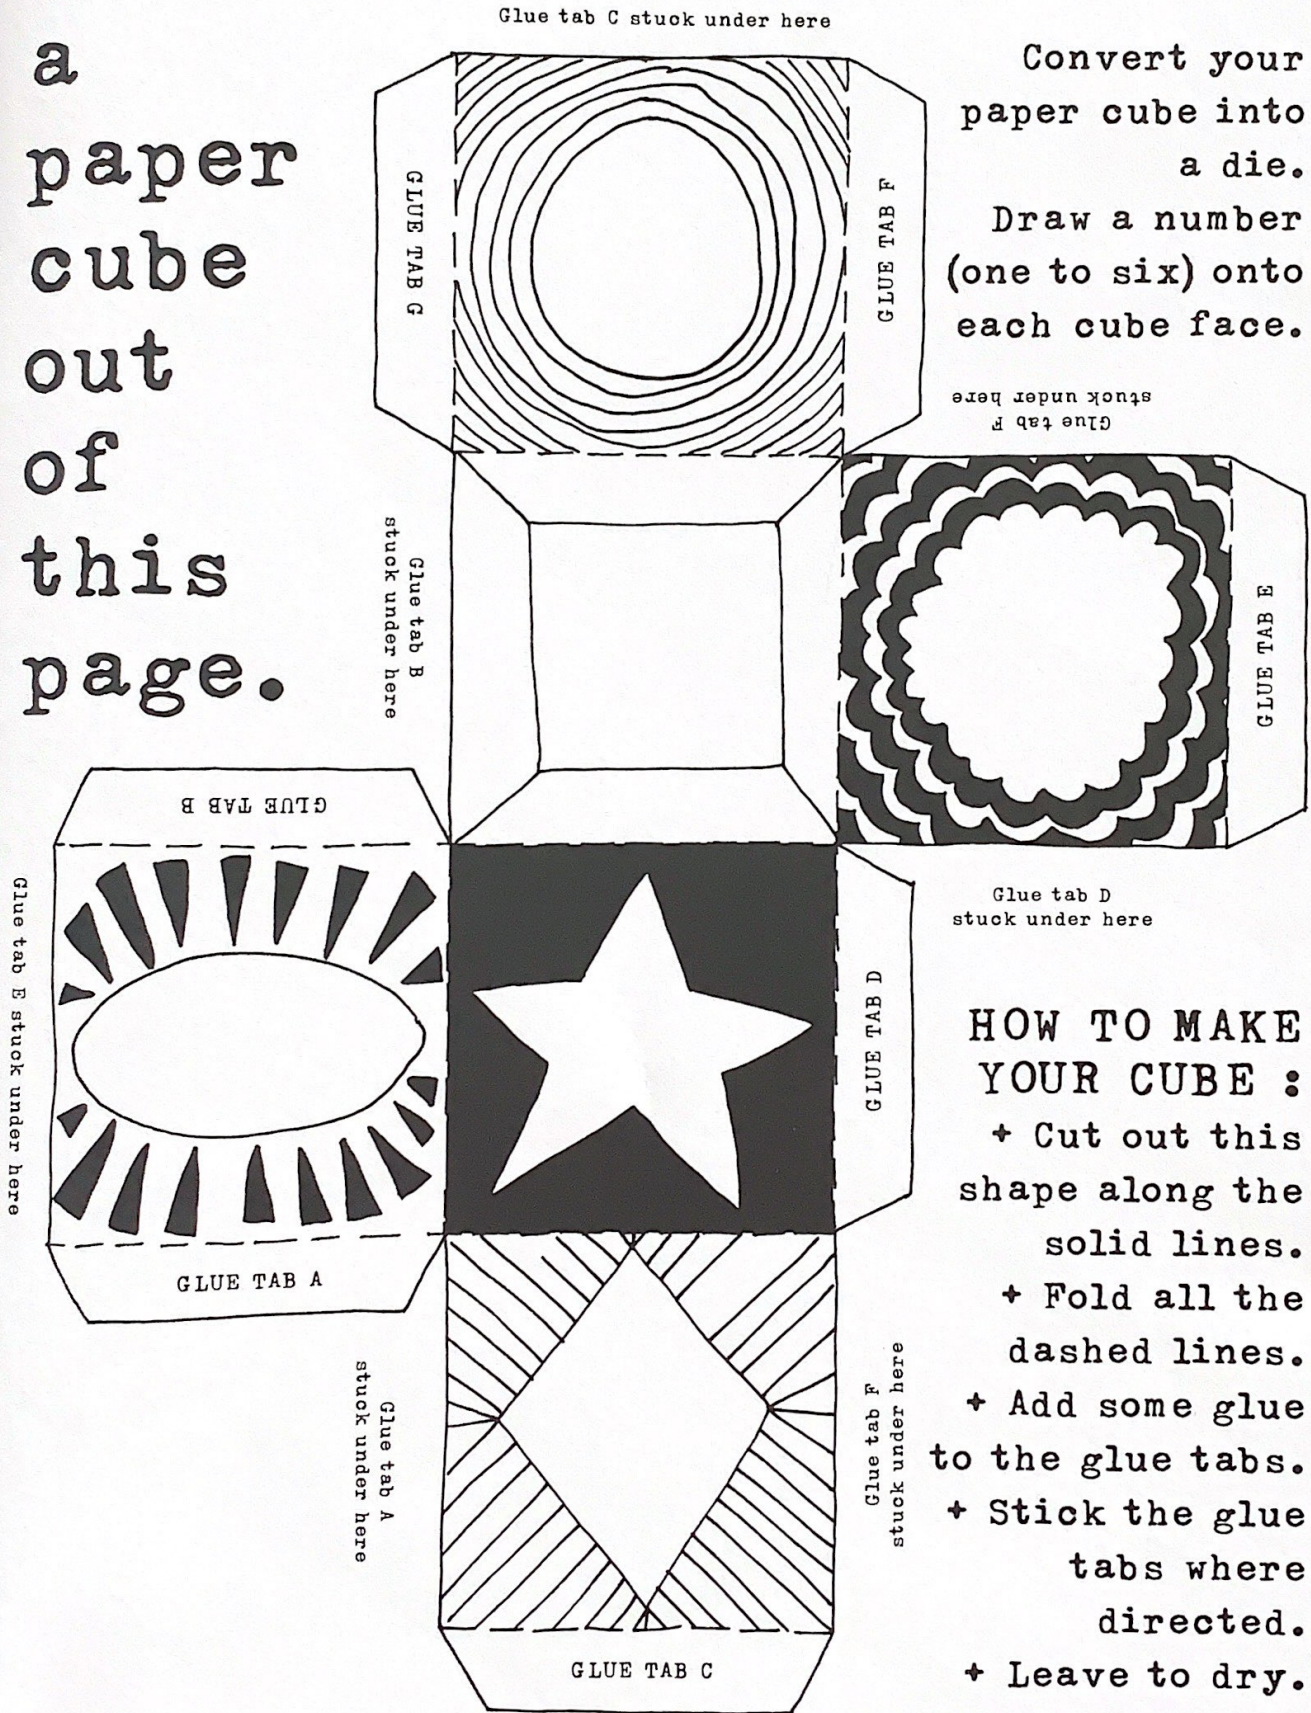 a
paper
cube
out
of
this
page.
Glue tab C stuck under here
GLUE TAB G
GLUE TAB F
Convert your
paper cube into
a die.
Draw a number
(one to six) onto
each cube face.
Glue tab F
stuck under here
Glue tab B
stuck under here
GLUE TAB E
GLUE TAB B
Glue tab E stuck under here
GLUE TAB D
Glue tab D
stuck under here
GLUE TAB A
Glue tab A
stuck under here
Glue tab F
stuck under here
GLUE TAB C
HOW TO MAKE
YOUR CUBE :
+ Cut out this
shape along the
solid lines.
+ Fold all the
dashed lines.
+ Add some glue
to the glue tabs.
+ Stick the glue
tabs where
directed.
+ Leave to dry.